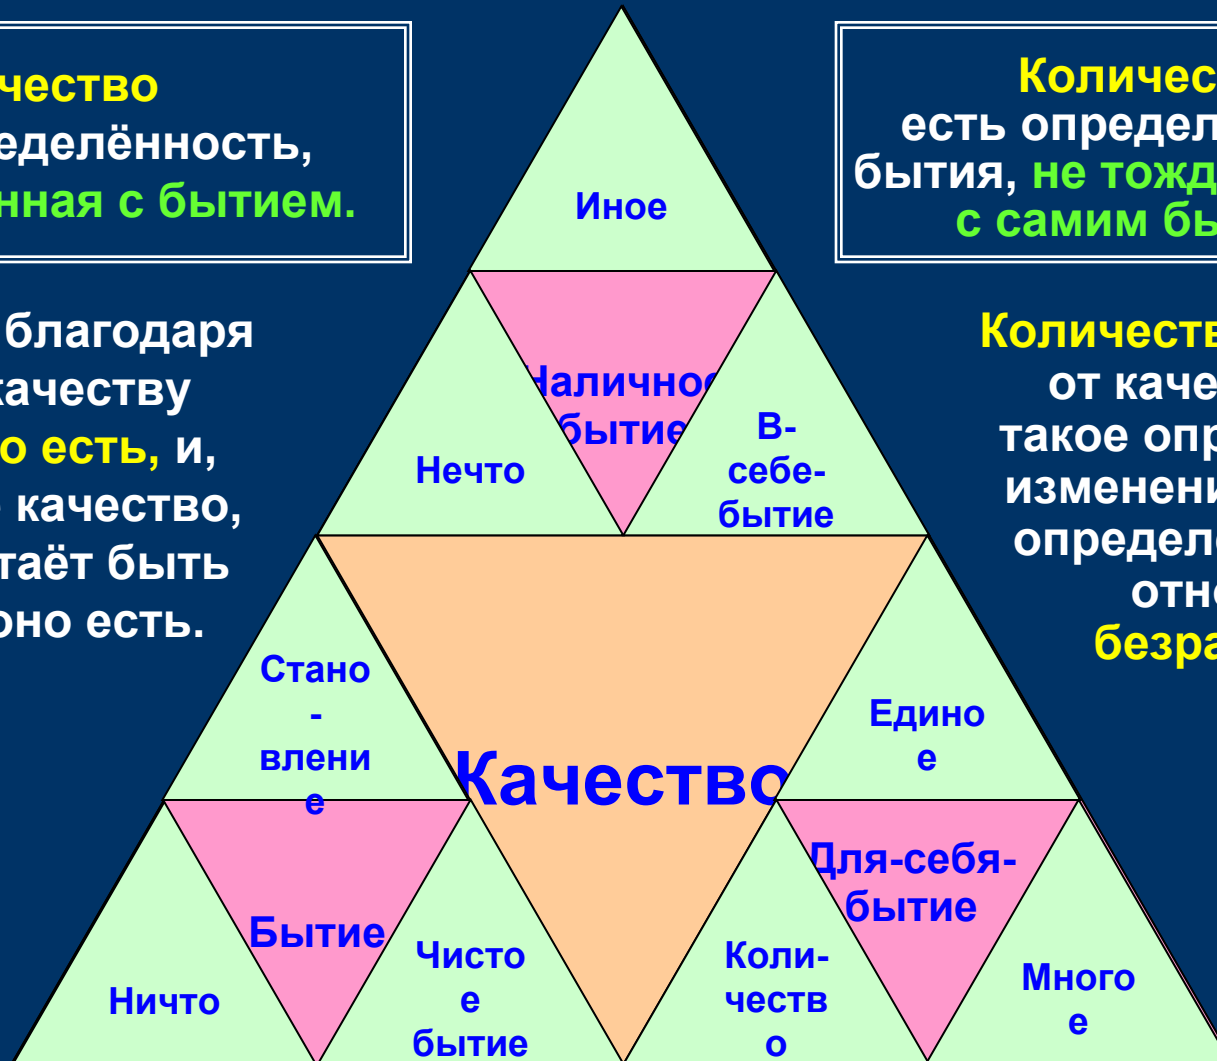 чество
еделённость,
нная с бытием.
Количес
есть определ
бытия, не тожд
с самим бы
благодаря
качеству
о есть, и,
качество,
таёт быть
оно есть.
Количеств
от каче
такое опр
изменени
определ
отно
безра
Иное
Наличное
бытие
Нечто
В-
себе-
бытие
Стано
-
влени
е
Качество
Едино
е
Бытие
Для-себя-
бытие
Ничто
Чисто
е
бытие
Коли-
честв
о
Много
е